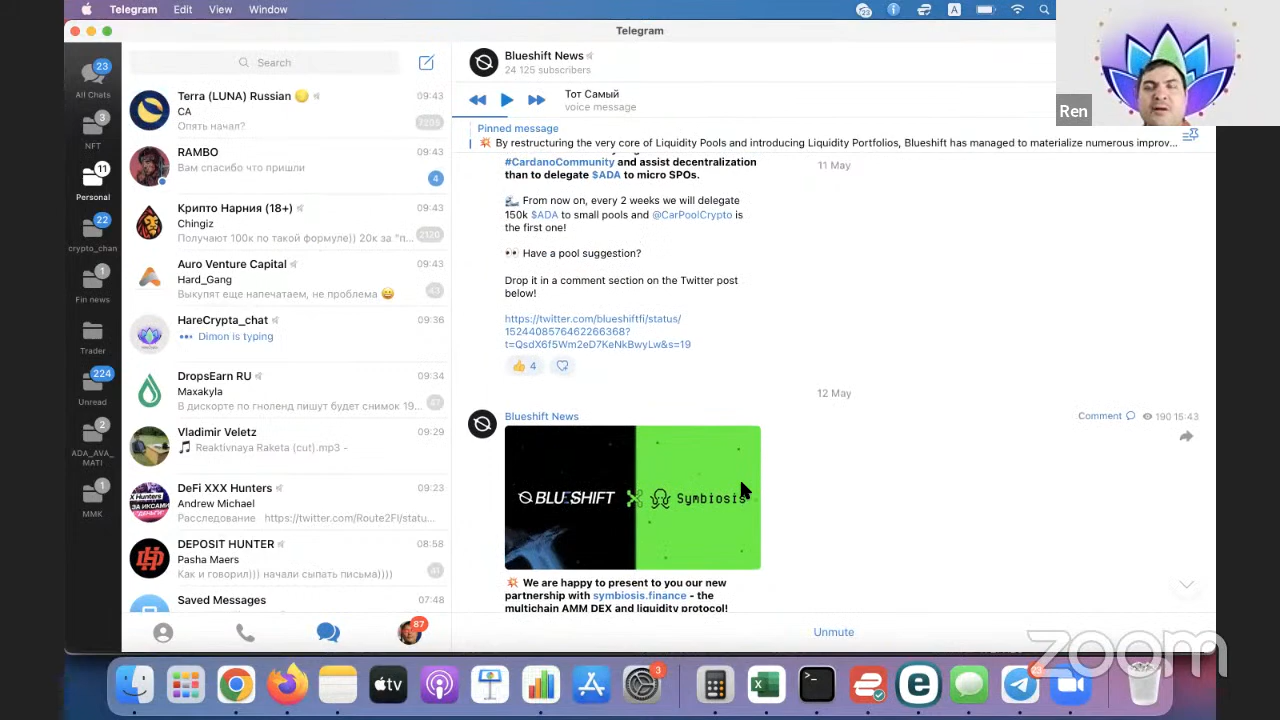 Telegram
Edit
View
Window
A
Telegram
Search
23
All Chats
3
NFT
11
Personal
22
crypto_chan
1
Fin news
Trader
224
Unread
2
ADA_AVA_
MATI
1
MMK
Terra (LUNA) Russian
09:43
CA
Опять начал?
7205
RAMBO
09:43
Вам спасибо что пришли
4
Крипто Нарния (18+)
09:43
Chingiz
Получают 100к по такой формуле)) 20к за "п...
2130
Auro Venture Capital
09:43
Hard_Gang
Выкупят еще напечатаем, не проблема 😄
43
HareCrypta_chat
09:36
Dimon is typing
DropsEarn RU
09:34
Maxakyla
В дискорте по гноленд пишут будет снимок 19...
47
Vladimir Veletz
09:29
🎵 Reaktivnaya Raketa (cut).mp3 -
DeFi XXX Hunters
09:23
Andrew Michael
Расследование https://twitter.com/Route2FI/statu...
DEPOSIT HUNTER
08:58
Pasha Maers
Как и говорил))) начали сыпать письма))))
41
Saved Messages
07:48
87
Blueshift News
24 125 subscribers
Тот Самый
voice message
Pinned message
💥 By restructuring the very core of Liquidity Pools and introducing Liquidity Portfolios, Blueshift has managed to materialize numerous improv...
#CardanoCommunity and assist decentralization
than to delegate $ADA to micro SPOs.
11 May
From now on, every 2 weeks we will delegate
150k $ADA to small pools and @CarPoolCrypto is
the first one!
👀 Have a pool suggestion?
Drop it in a comment section on the Twitter post
below!
https://twitter.com/blueshiftfi/status/
1524408576462266368?
t=QsdX6f5Wm2eD7KeNkBwyLw&s=19
👍 4
12 May
Blueshift News
Comment
190 15:43
BLUESHIFT
Symbiosis
💥 We are happy to present to you our new
partnership with symbiosis.finance - the
multichain AMM DEX and liquidity protocol!
Unmute
Ren
zoom
tv
3